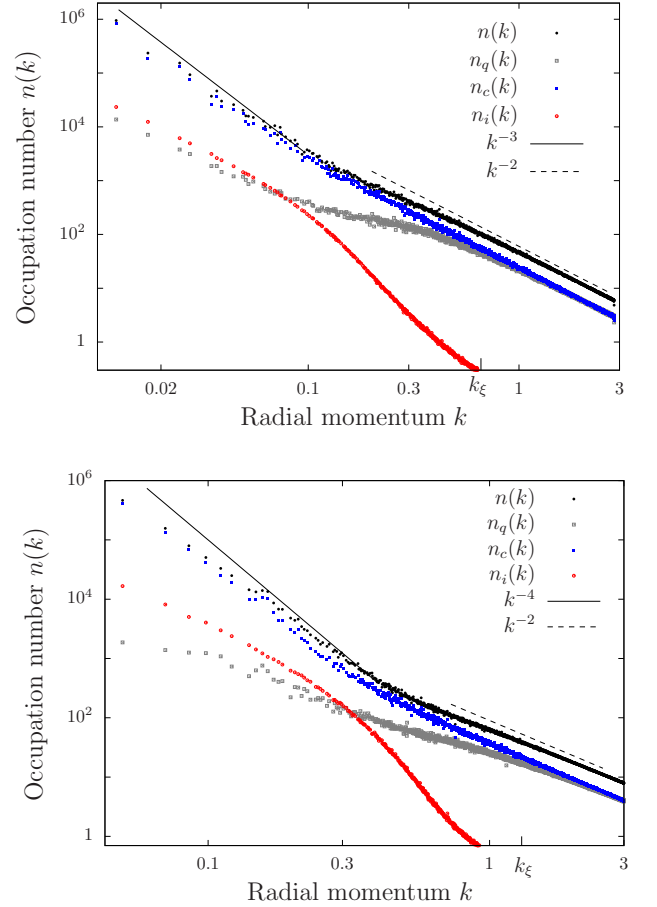 10^6
10^4
10^2
1
Occupation number n(k)
n(k)
n_q(k)
n_c(k)
n_i(k)
k^{-3}
k^{-2}
0.02
0.1
0.3
k_ξ
1
3
Radial momentum k
10^6
10^4
10^2
1
Occupation number n(k)
n(k)
n_q(k)
n_c(k)
n_i(k)
k^{-4}
k^{-2}
0.1
0.3
1
k_ξ
3
Radial momentum k